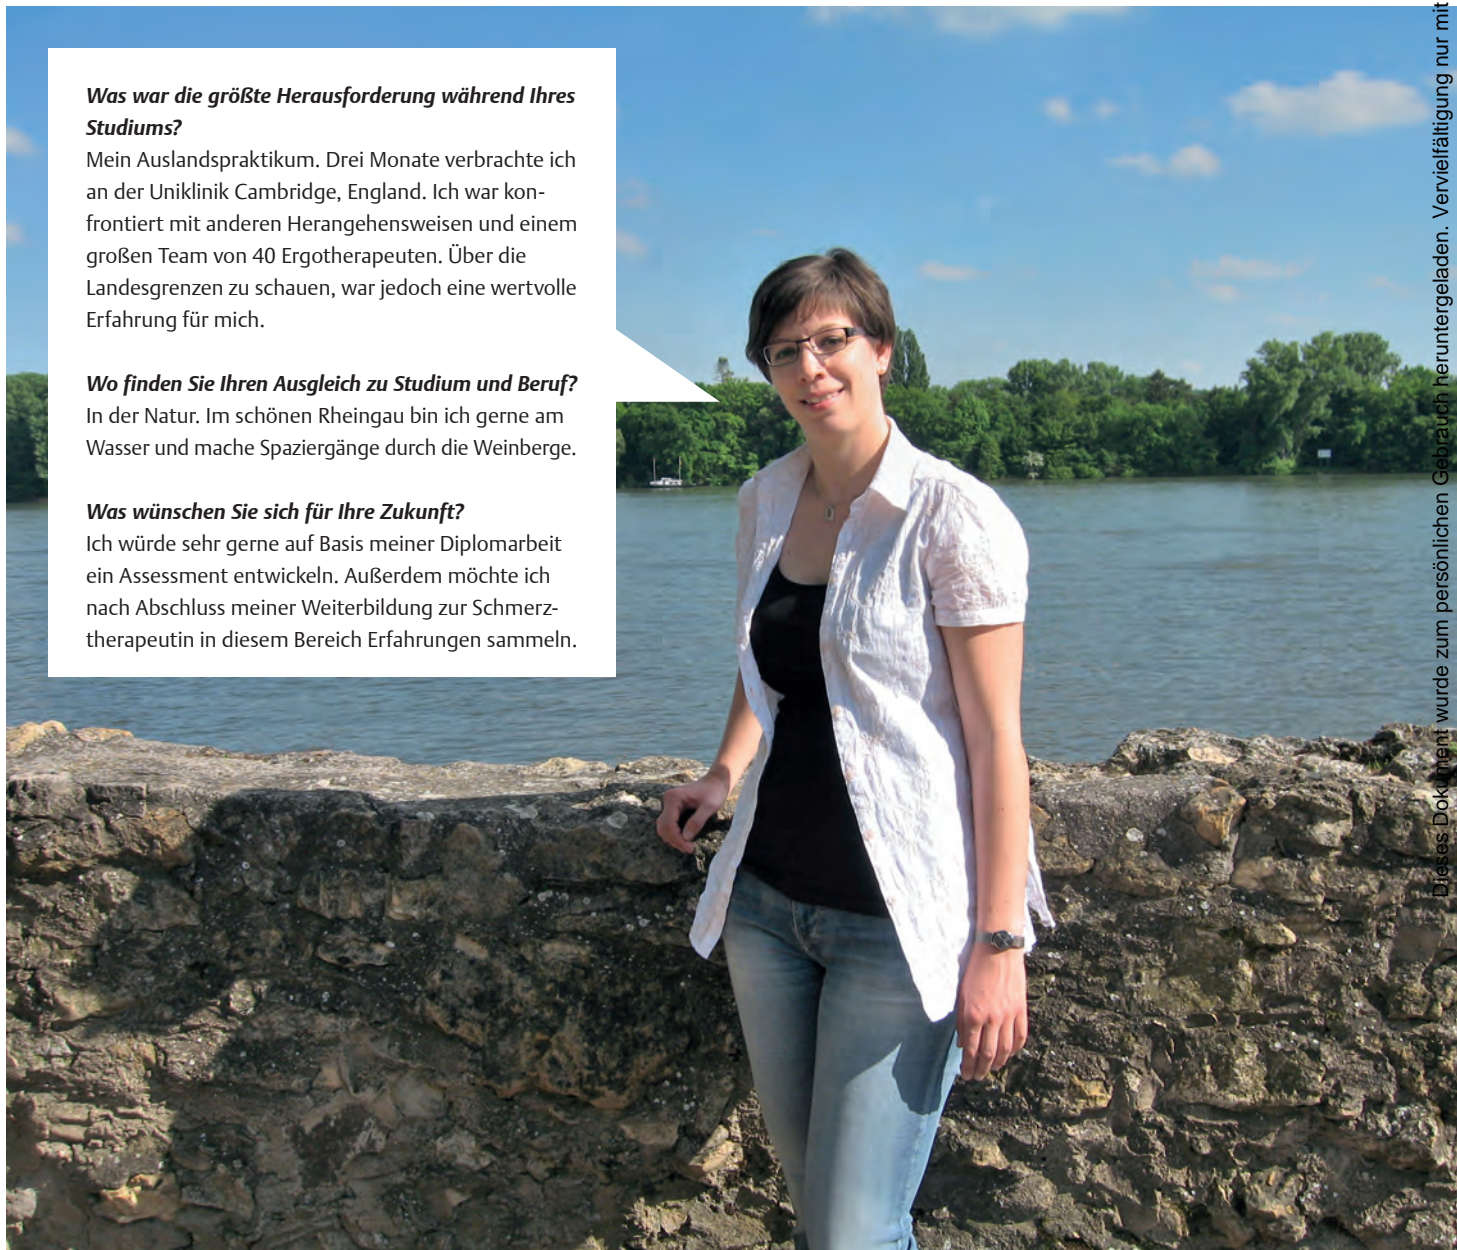 Was war die größte Herausforderung während Ihres
Studiums?
Mein Auslandspraktikum. Drei Monate verbrachte ich
an der Uniklinik Cambridge, England. Ich war kon-
frontiert mit anderen Herangehensweisen und einem
großen Team von 40 Ergotherapeuten. Über die
Landesgrenzen zu schauen, war jedoch eine wertvolle
Erfahrung für mich.
Wo finden Sie Ihren Ausgleich zu Studium und Beruf?
In der Natur. Im schönen Rheingau bin ich gerne am
Wasser und mache Spaziergänge durch die Weinberge.
Was wünschen Sie sich für Ihre Zukunft?
Ich würde sehr gerne auf Basis meiner Diplomarbeit
ein Assessment entwickeln. Außerdem möchte ich
nach Abschluss meiner Weiterbildung zur Schmerz-
therapeutin in diesem Bereich Erfahrungen sammeln.
Dieses Dokument wurde zum persönlichen Gebrauch heruntergeladen. Vervielfältigung nur mit